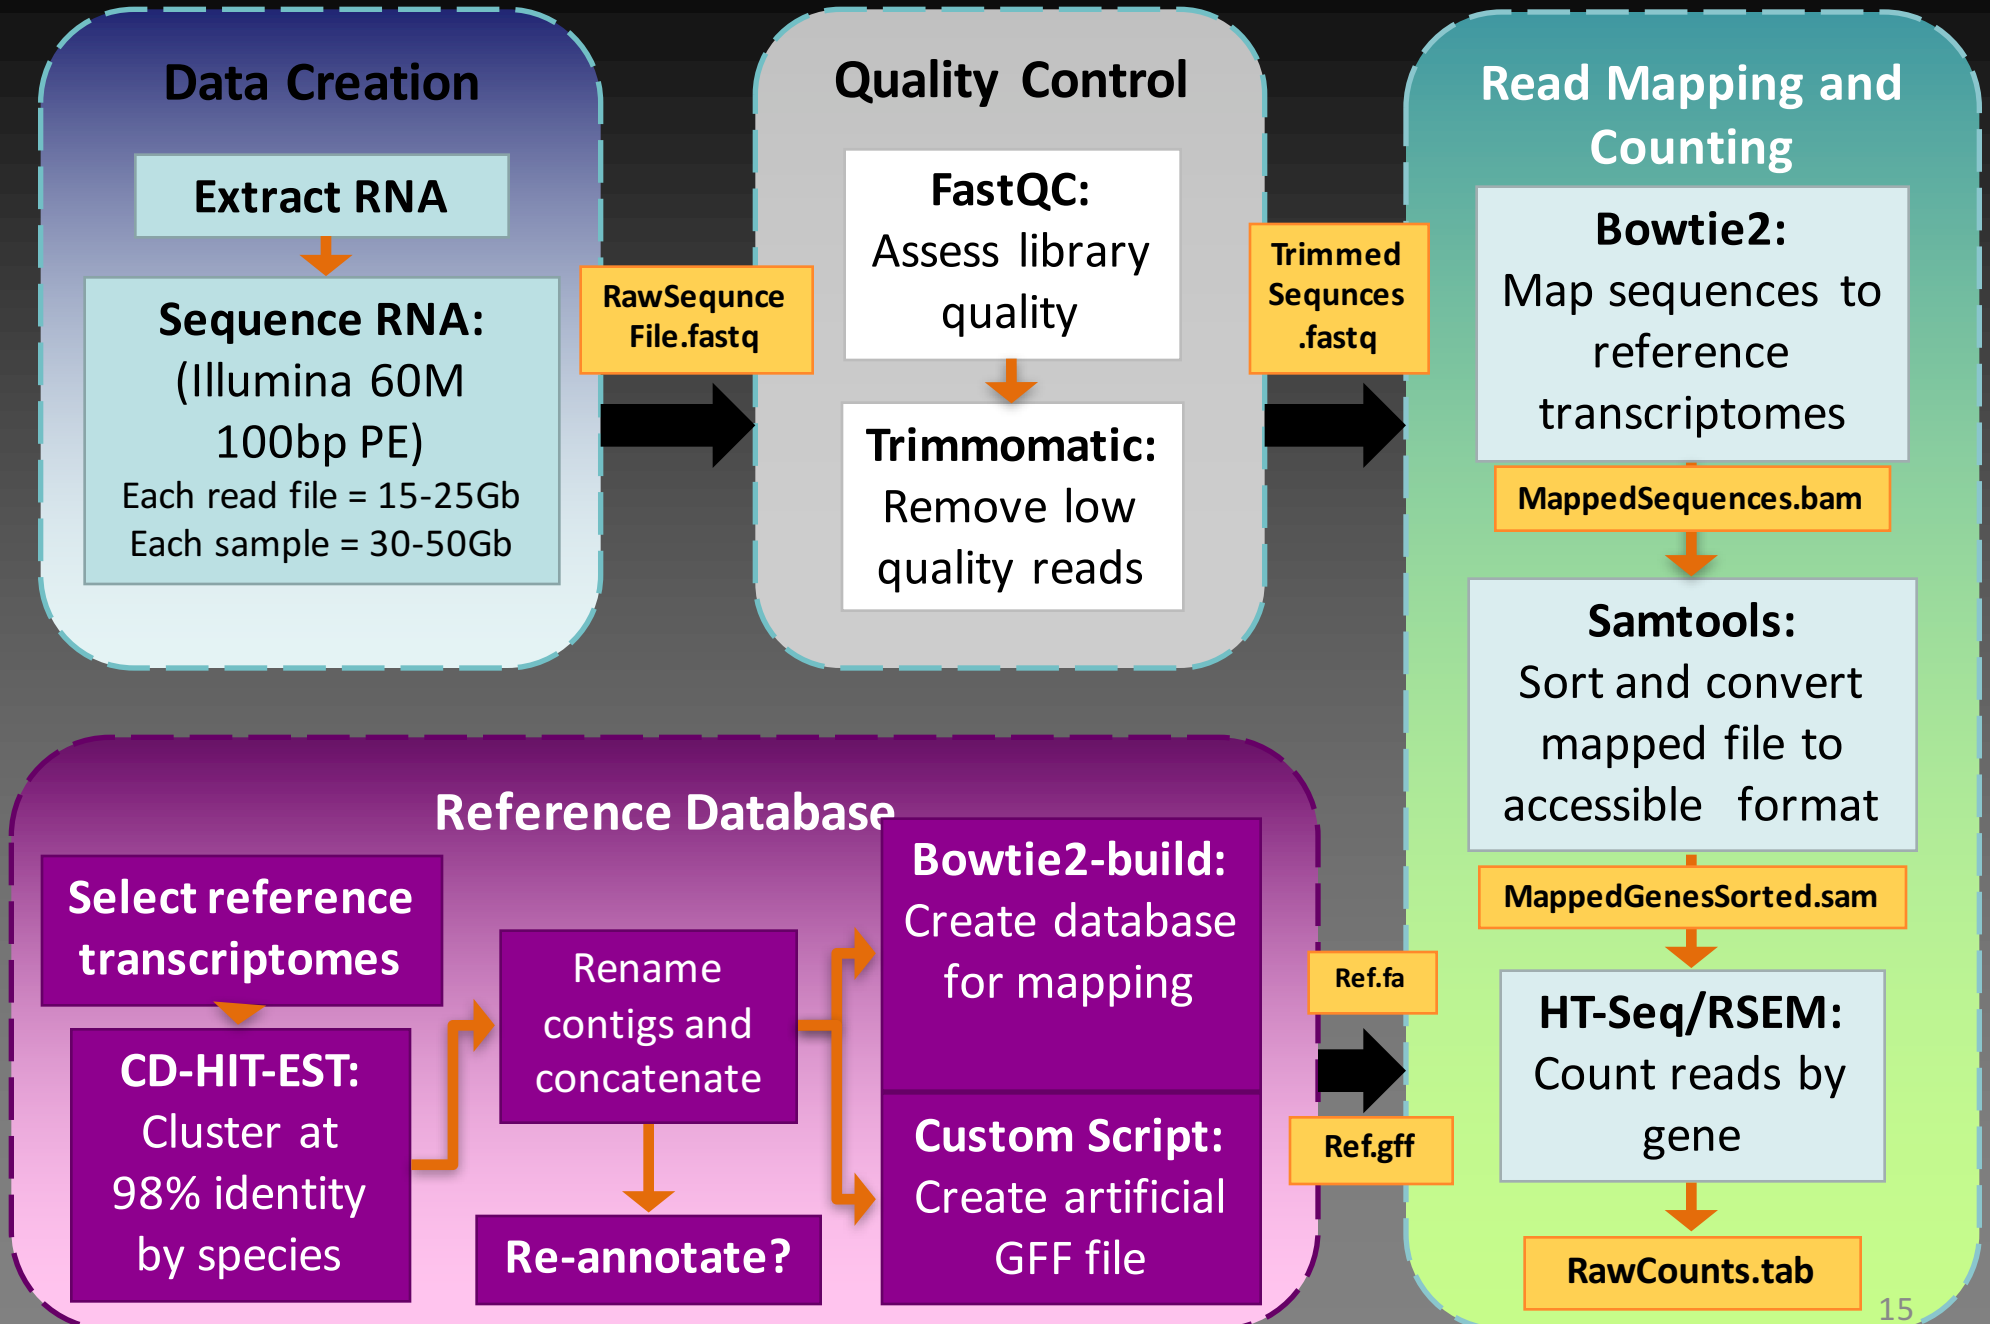 Data Creation
Extract RNA
Sequence RNA:
(Illumina 60M
100bp PE)
Each read file = 15-25Gb
Each sample = 30-50Gb
RawSequnce
File.fastq
Quality Control
FastQC:
Assess library
quality
Trimmomatic:
Remove low
quality reads
Trimmed
Sequnces
.fastq
Read Mapping and
Counting
Bowtie2:
Map sequences to
reference
transcriptomes
MappedSequences.bam
Samtools:
Sort and convert
mapped file to
accessible format
MappedGenesSorted.sam
HT-Seq/RSEM:
Count reads by
gene
RawCounts.tab
Reference Database
Select reference
transcriptomes
CD-HIT-EST:
Cluster at
98% identity
by species
Rename
contigs and
concatenate
Re-annotate?
Bowtie2-build:
Create database
for mapping
Custom Script:
Create artificial
GFF file
Ref.fa
Ref.gff
15